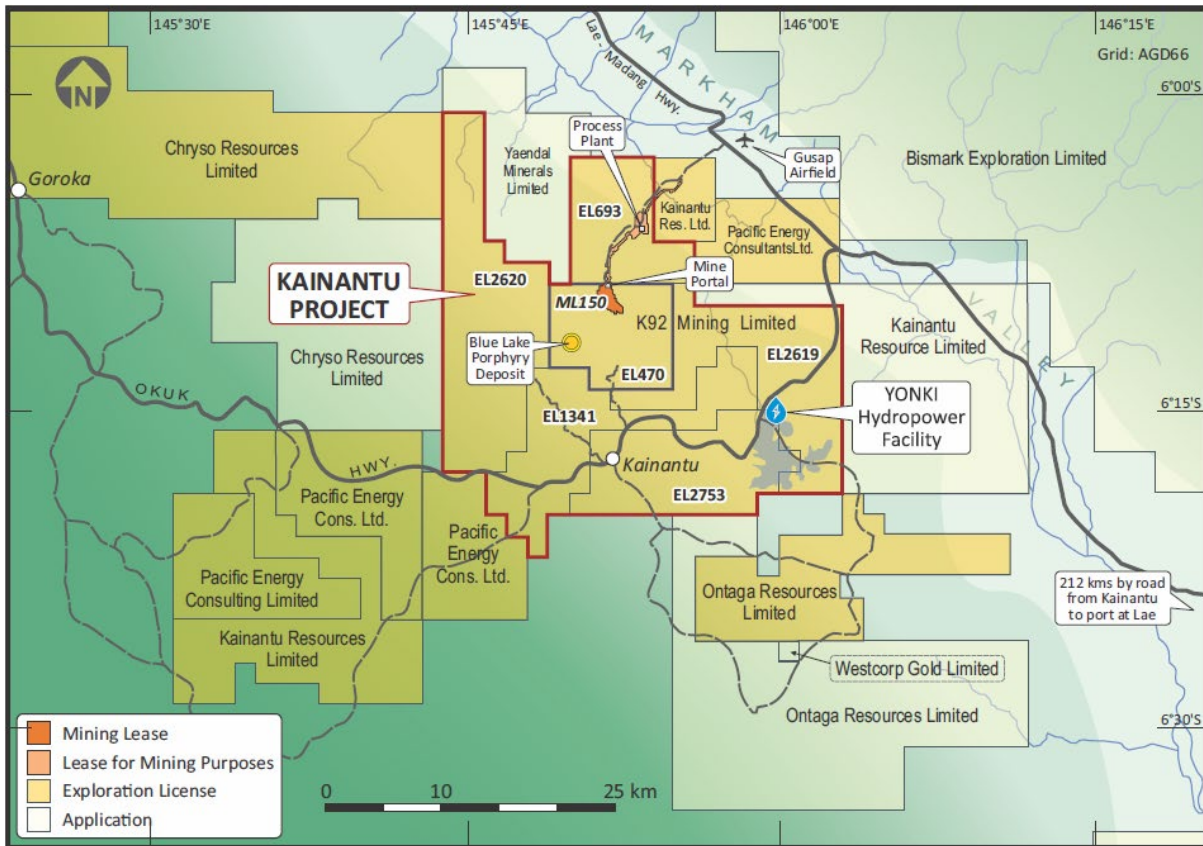 145°30'E
145°45'E
146°00'E
146°15'E
Grid: AGD66
6°00'S
6°15'S
6°30'S
N
Lae - Madang Hwy.
MARKHAM
VALLEY
Goroka
Chryso Resources
Limited
Yaendal
Minerals
Limited
Process
Plant
Gusap
Airfield
Bismark Exploration Limited
EL693
Kainantu
Res. Ltd.
Pacific Energy
ConsultantsLtd.
KAINANTU
PROJECT
EL2620
Mine
Portal
ML150
K92 Mining Limited
Kainantu
Resource Limited
Chryso Resources
Limited
Blue Lake
Porphyry
Deposit
EL2619
EL470
EL1341
YONKI
Hydropower
Facility
OKUK
HWY.
Kainantu
EL2753
Pacific Energy
Cons. Ltd.
Pacific
Energy
Cons. Ltd.
Pacific Energy
Consulting Limited
Kainantu Resources
Limited
Ontaga Resources
Limited
212 kms by road
from Kainantu
to port at Lae
Westcorp Gold Limited
Ontaga Resources Limited
Mining Lease
Lease for Mining Purposes
Exploration License
Application
0
10
25 km